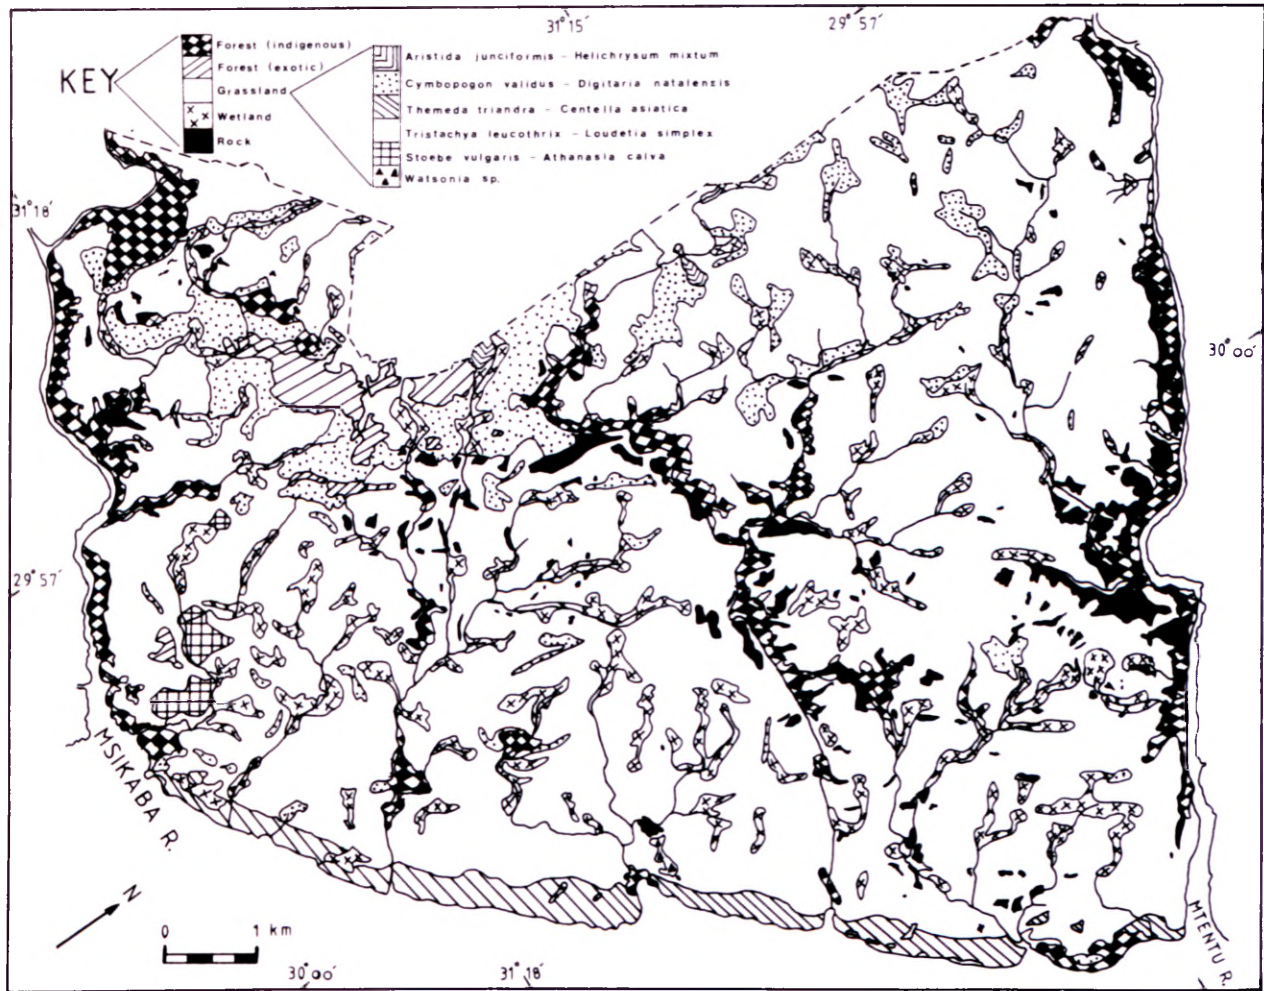 31° 15′
29° 57′
KEY
Forest (indigenous)
Forest (exotic)
Grassland
Wetland
Rock
Aristida junciformis – Helichrysum mixtum
Cymbopogon validus – Digitaria natalensis
Themeda triandra – Centella asiatica
Tristachya leucothrix – Loudetia simplex
Stoebe vulgaris – Athanasia calva
Watsonia sp.
31° 18′
30° 00′
29° 57′
MSIKABA R.
MTENTU R.
N
0 1 km
30° 00′
31° 18′